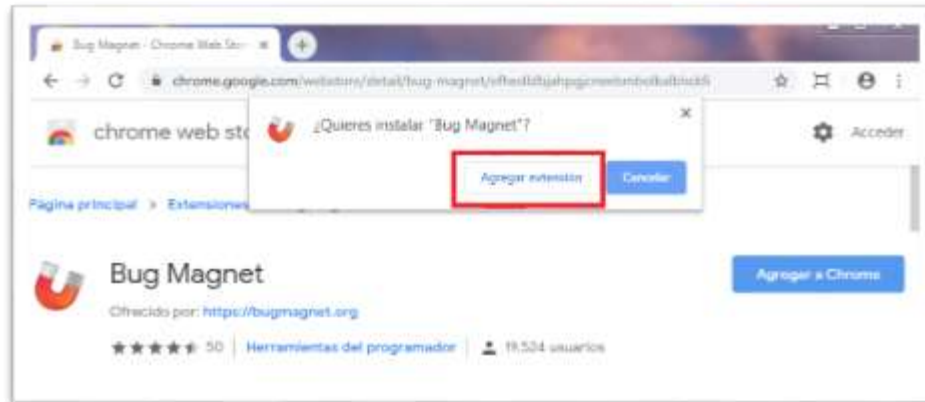 Bug Magnet - Chrome Web Stor
chrome.google.com/webstore/detail/bug-magnet/
chrome web sto
¿Quieres instalar "Bug Magnet"?
Acceder
Agregar extensión
Cancelar
Página principal > Extensiones
Bug Magnet
Agregar a Chrome
Ofrecido por: https://bugmagnet.org
50 | Herramientas del programador | 19.524 usuarios